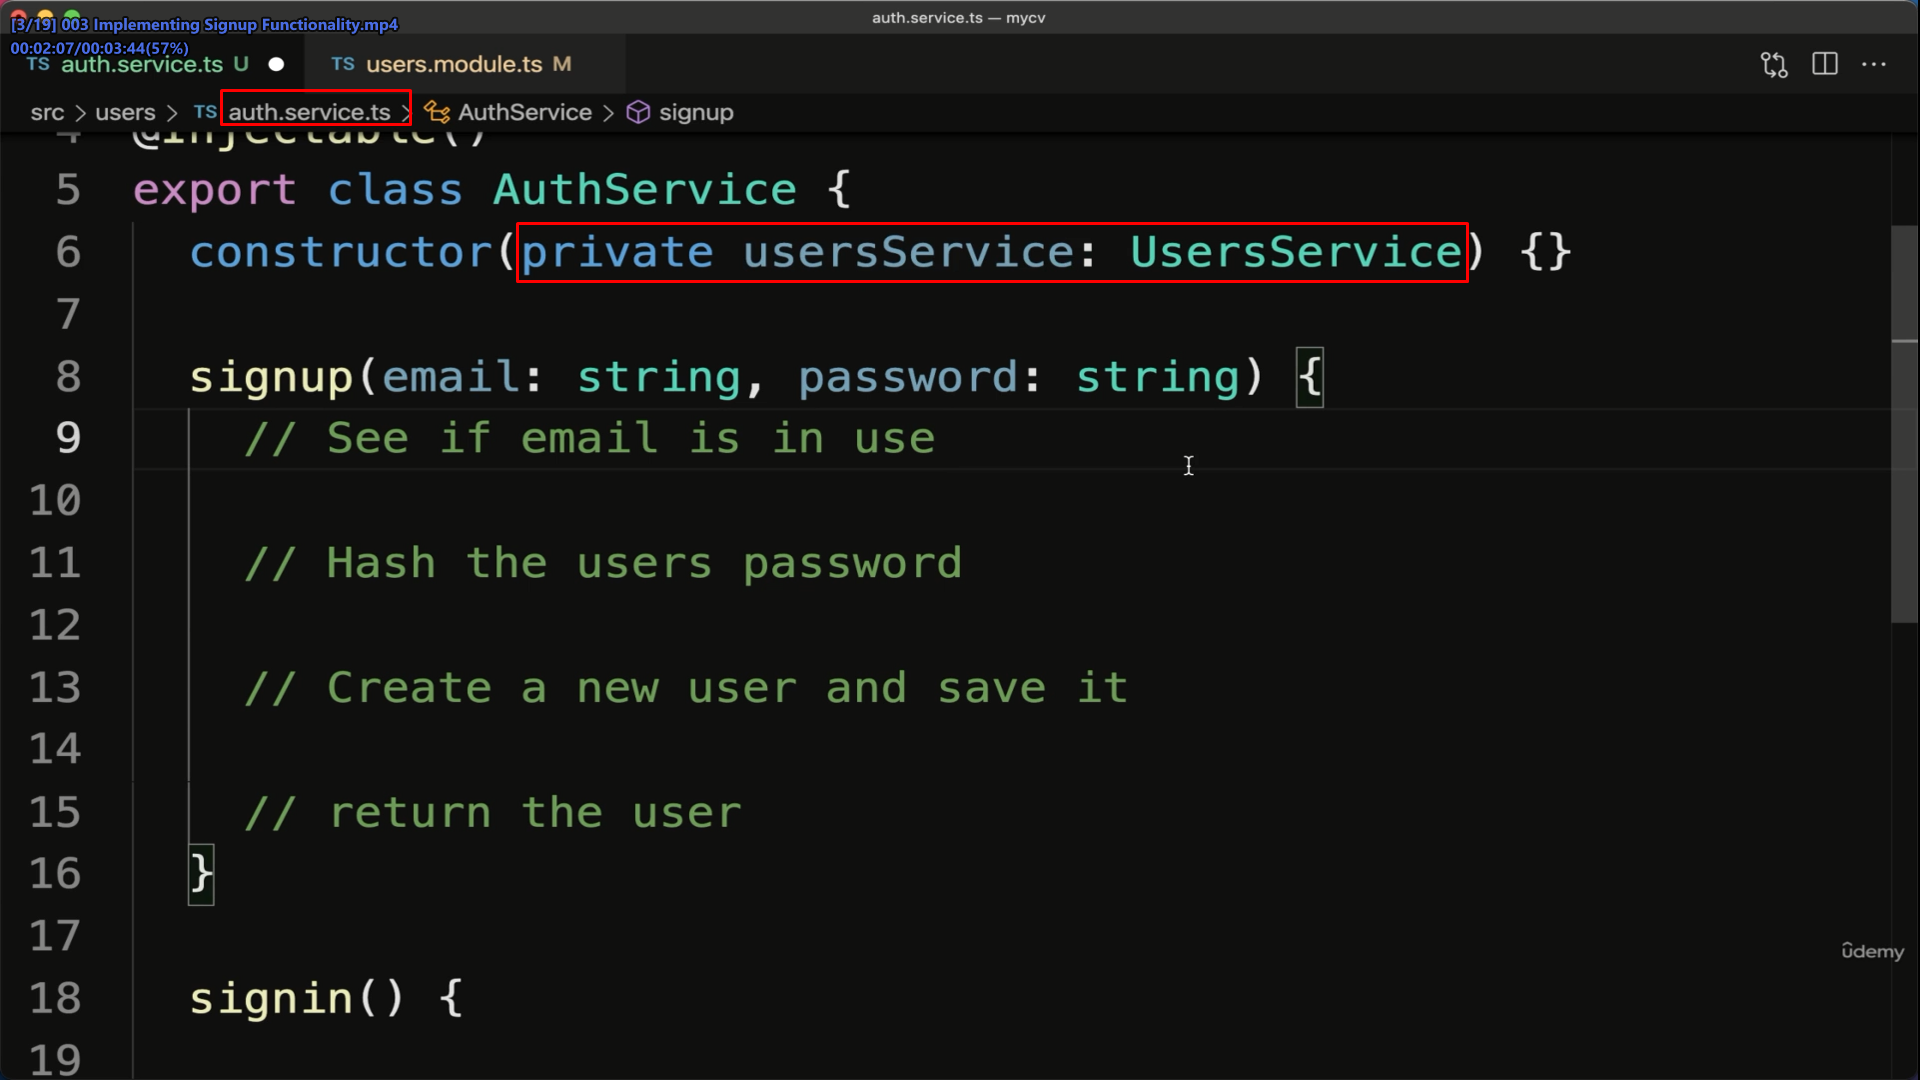 auth.service.ts — mycv
[3/19] 003 Implementing Signup Functionality.mp4
00:02:07/00:03:44(57%)
TS auth.service.ts U TS users.module.ts M
src > users > TS auth.service.ts > AuthService > signup
4 @Injectable()
5 export class AuthService {
6 constructor(private usersService: UsersService) {}
7
8 signup(email: string, password: string) {
9 // See if email is in use
10
11 // Hash the users password
12
13 // Create a new user and save it
14
15 // return the user
16 }
17
18 signin() {
19
ûdemy